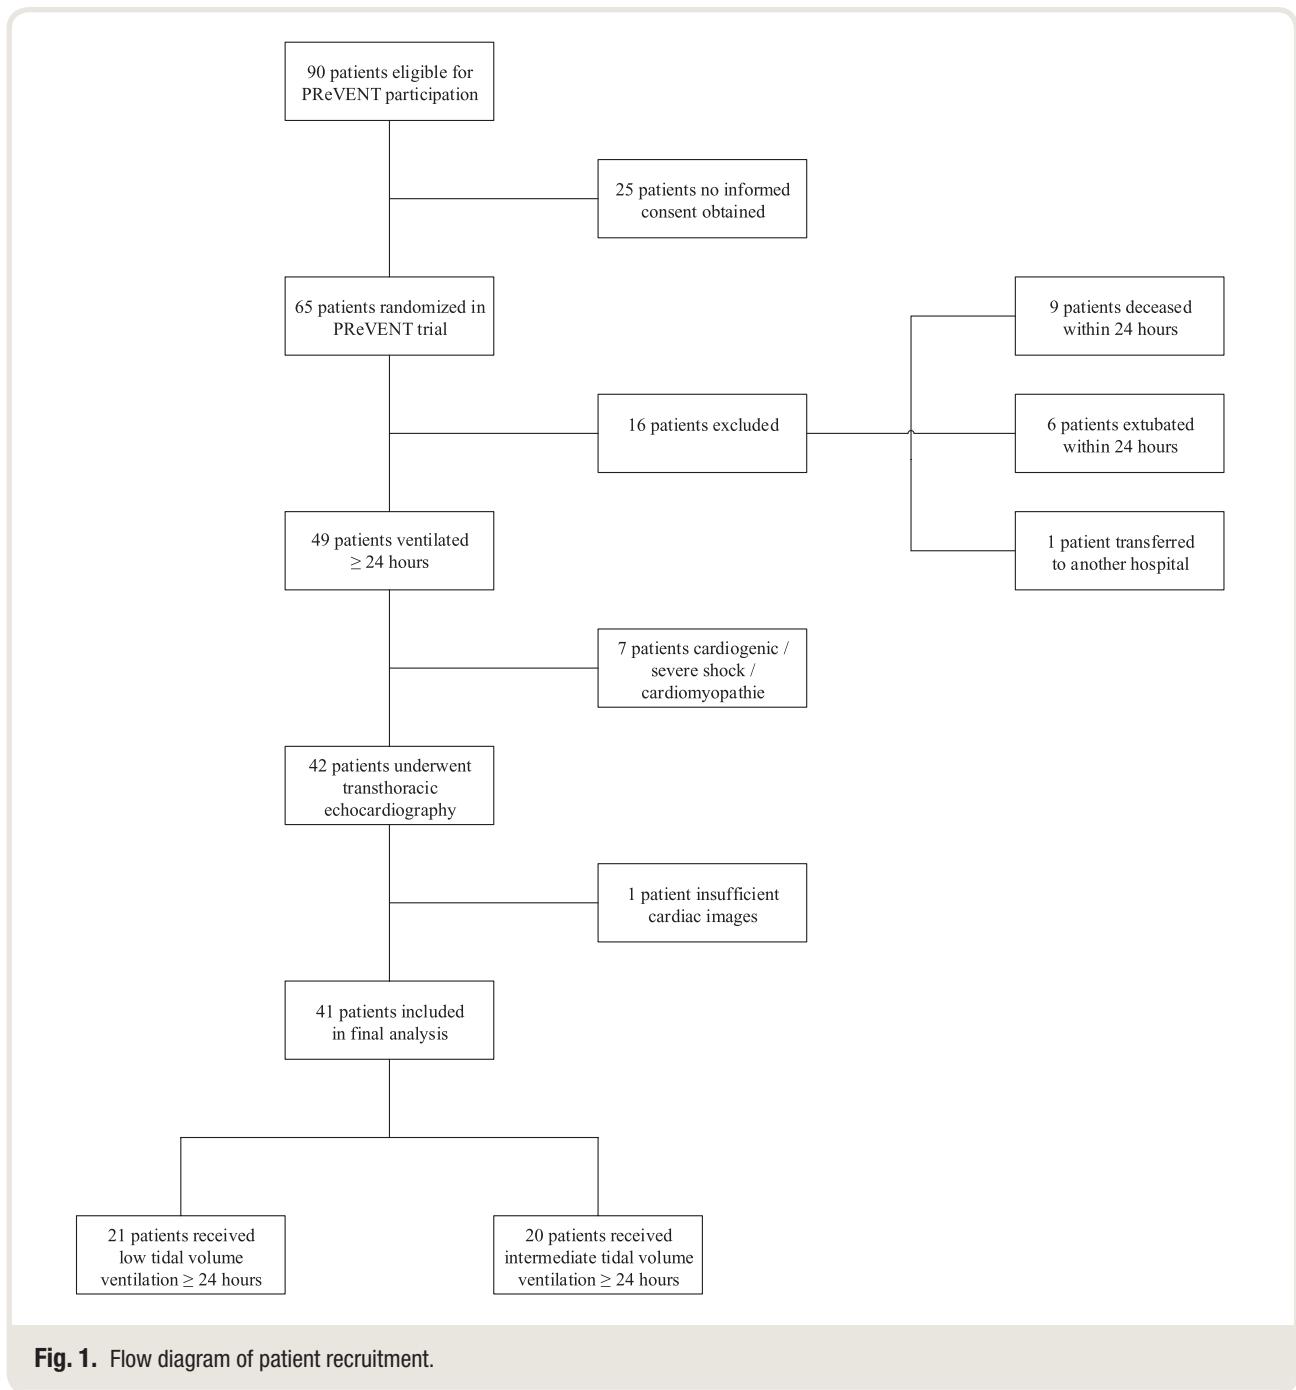 90 patients eligible for
PReVENT participation
25 patients no informed
consent obtained
65 patients randomized in
PReVENT trial
9 patients deceased
within 24 hours
16 patients excluded
6 patients extubated
within 24 hours
49 patients ventilated
≥ 24 hours
1 patient transferred
to another hospital
7 patients cardiogenic /
severe shock /
cardiomyopathie
42 patients underwent
transthoracic
echocardiography
1 patient insufficient
cardiac images
41 patients included
in final analysis
21 patients received
low tidal volume
ventilation ≥ 24 hours
20 patients received
intermediate tidal volume
ventilation ≥ 24 hours
Fig. 1. Flow diagram of patient recruitment.